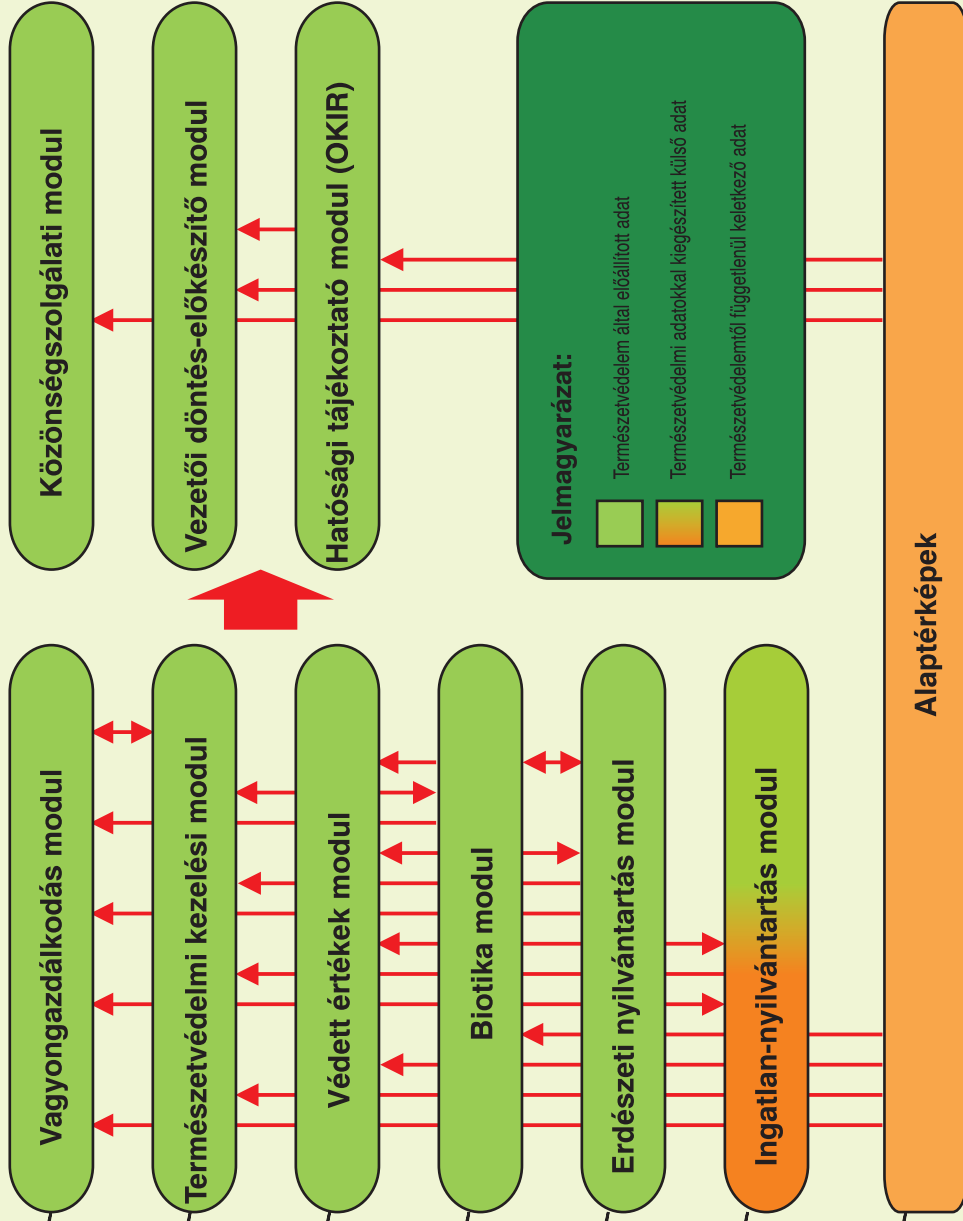 Vagyongazdálkodás modul
Természetvédelmi kezelési modul
Védett értékek modul
Biotika modul
Erdészeti nyilvántartás modul
Ingatlan-nyilvántartás modul
Közönségszolgálati modul
Vezetői döntés-előkészítő modul
Hatósági tájékoztató modul (OKIR)
Jelmagyarázat:
Természetvédelem által előállított adat
Természetvédelmi adatokkal kiegészített külső adat
Természetvédelemtől függetlenül keletkező adat
Alaptérképek